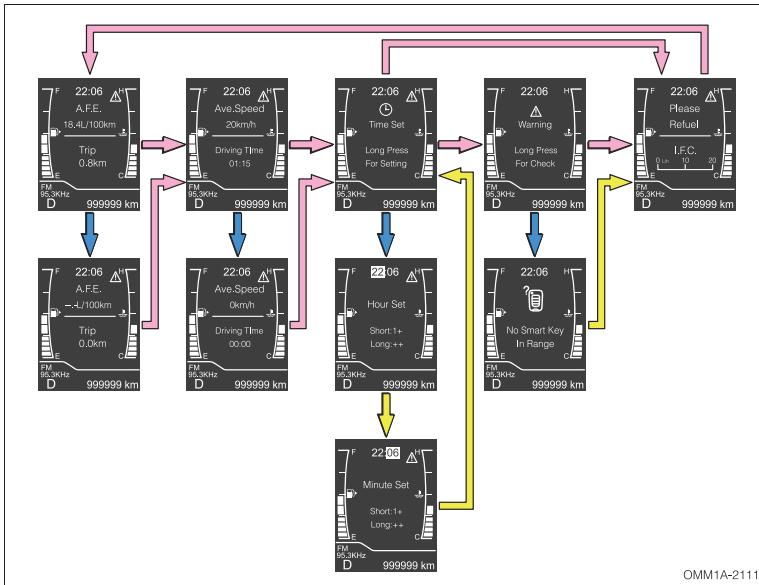 F 22:06 H
A.F.E.
18.4L/100km
Trip
0.8km
E C
FM
95.3KHz
D 999999 km
F 22:06 H
Ave.Speed
20km/h
Driving TIme
01:15
E C
FM
95.3KHz
D 999999 km
F 22:06 H
Time Set
Long Press
For Setting
E C
FM
95.3KHz
D 999999 km
F 22:06 H
Warning
Long Press
For Check
E C
FM
95.3KHz
D 999999 km
F 22:06 H
Please
Refuel
I.F.C.
0 L/h 10 20
E C
FM
95.3KHz
D 999999 km
F 22:06 H
A.F.E.
–.–L/100km
Trip
0.0km
E C
FM
95.3KHz
D 999999 km
F 22:06 H
Ave.Speed
0km/h
Driving TIme
00:00
E C
FM
95.3KHz
D 999999 km
F 22:06 H
Hour Set
Short:1+
Long:++
E C
FM
95.3KHz
D 999999 km
F 22:06 H
?
No Smart Key
In Range
E C
FM
95.3KHz
D 999999 km
F 22:06 H
Minute Set
Short:1+
Long:++
E C
FM
95.3KHz
D 999999 km
OMM1A-2111